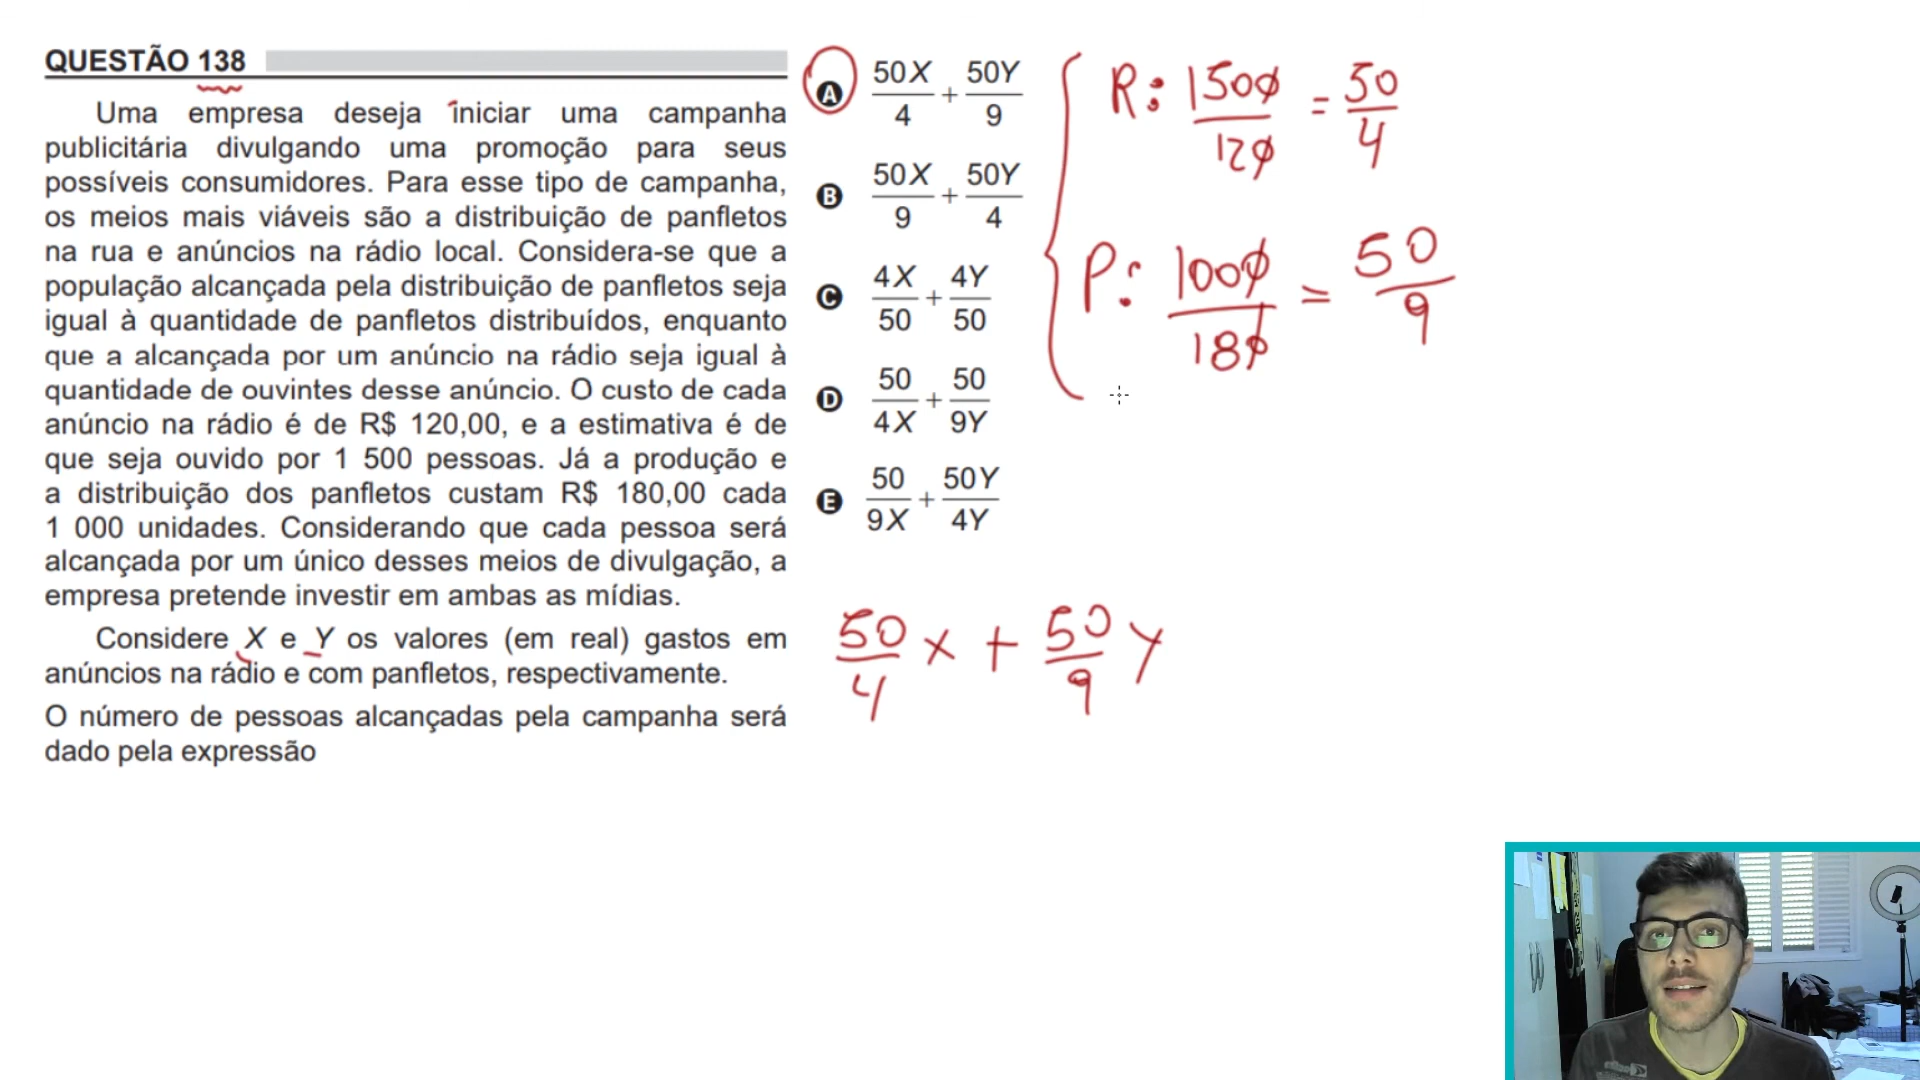 QUESTÃO 138
Uma empresa deseja iniciar uma campanha
publicitária divulgando uma promoção para seus
possíveis consumidores. Para esse tipo de campanha,
os meios mais viáveis são a distribuição de panfletos
na rua e anúncios na rádio local. Considera-se que a
população alcançada pela distribuição de panfletos seja
igual à quantidade de panfletos distribuídos, enquanto
que a alcançada por um anúncio na rádio seja igual à
quantidade de ouvintes desse anúncio. O custo de cada
anúncio na rádio é de R$ 120,00, e a estimativa é de
que seja ouvido por 1 500 pessoas. Já a produção e
a distribuição dos panfletos custam R$ 180,00 cada
1 000 unidades. Considerando que cada pessoa será
alcançada por um único desses meios de divulgação, a
empresa pretende investir em ambas as mídias.
Considere X e Y os valores (em real) gastos em
anúncios na rádio e com panfletos, respectivamente.
O número de pessoas alcançadas pela campanha será
dado pela expressão
A 50X/4 + 50Y/9
B 50X/9 + 50Y/4
C 4X/50 + 4Y/50
D 50/4X + 50/9Y
E 50/9X + 50Y/4Y
R: 1500/120 = 50/4
P: 1000/180 = 50/9
50/4 x + 50/9 y